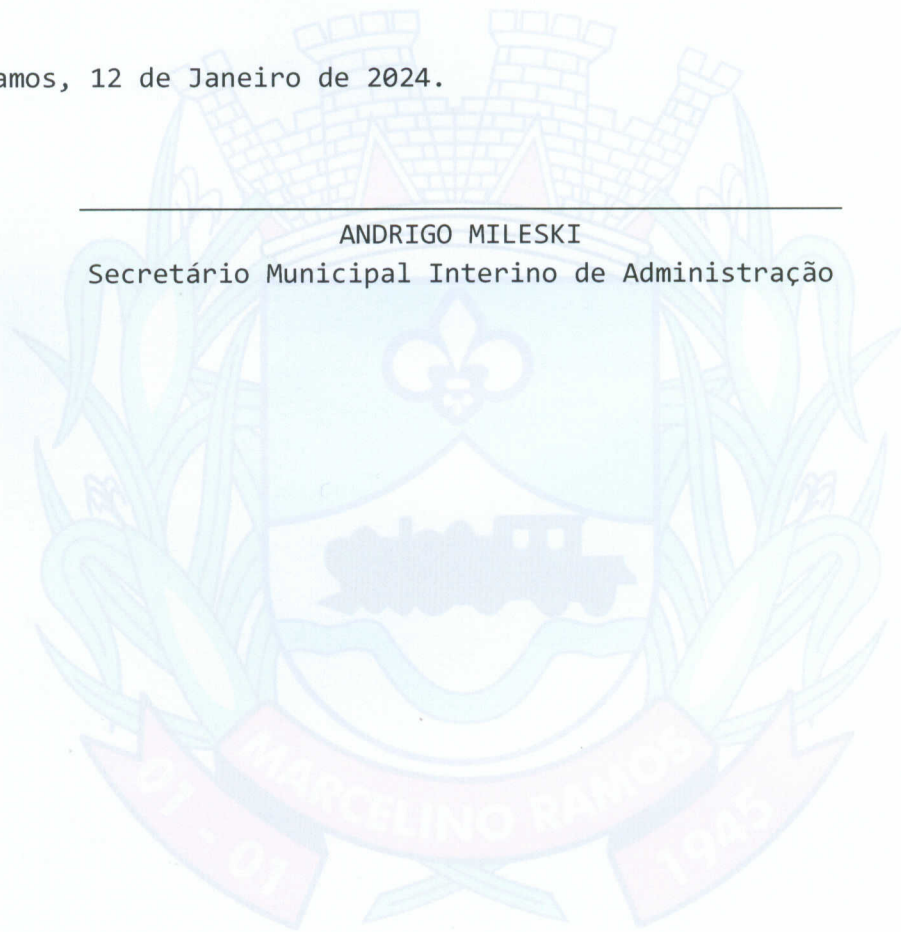 amos, 12 de Janeiro de 2024.
ANDRIGO MILESKI
Secretário Municipal Interino de Administração
MARCELINO RAMOS
01 - 01
1945